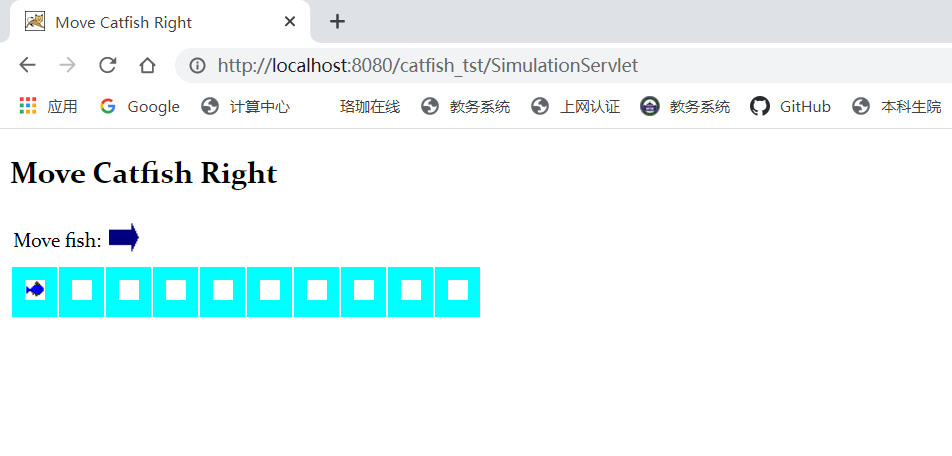 Move Catfish Right
http://localhost:8080/catfish_tst/SimulationServlet
应用 Google 计算中心 珞珈在线 教务系统 上网认证 教务系统 GitHub 本科生院
Move Catfish Right
Move fish: